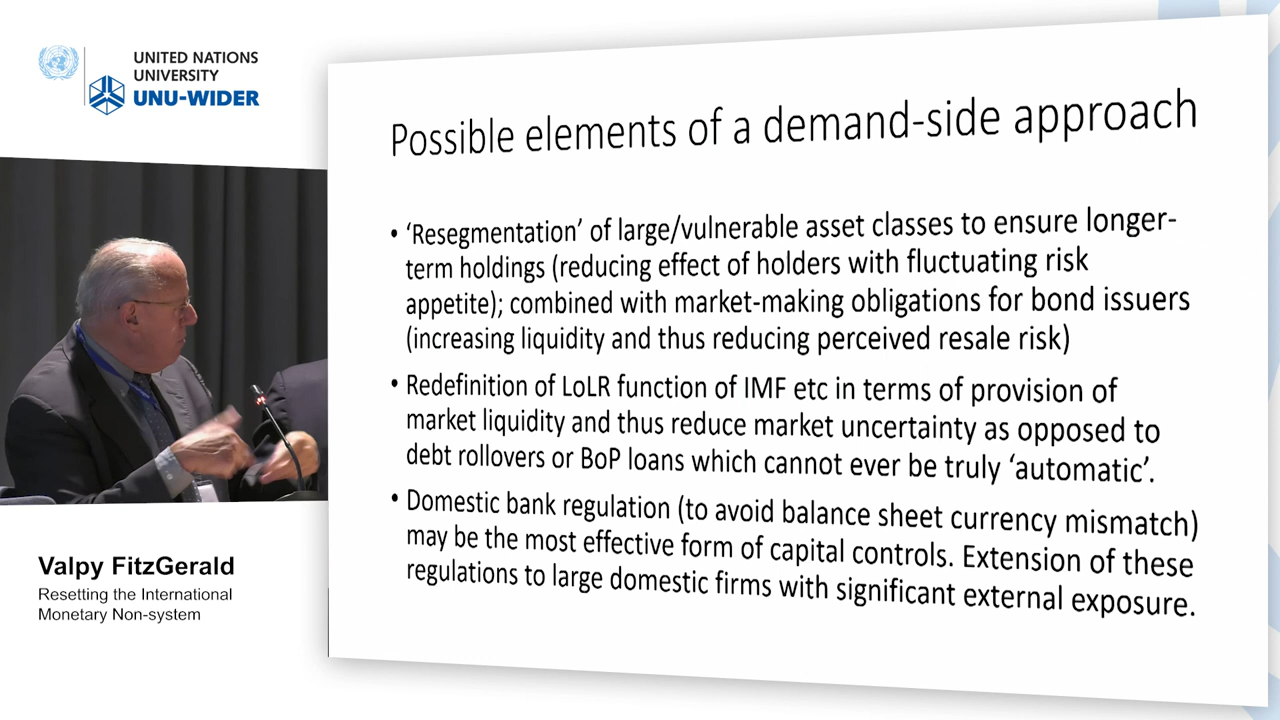 UNITED NATIONS
UNIVERSITY
UNU-WIDER
Possible elements of a demand-side approach
• ‘Resegmentation’ of large/vulnerable asset classes to ensure longer-
term holdings (reducing effect of holders with fluctuating risk
appetite); combined with market-making obligations for bond issuers
(increasing liquidity and thus reducing perceived resale risk)
• Redefinition of LoLR function of IMF etc in terms of provision of
market liquidity and thus reduce market uncertainty as opposed to
debt rollovers or BoP loans which cannot ever be truly ‘automatic’.
• Domestic bank regulation (to avoid balance sheet currency mismatch)
may be the most effective form of capital controls. Extension of these
regulations to large domestic firms with significant external exposure.
Valpy FitzGerald
Resetting the International
Monetary Non-system